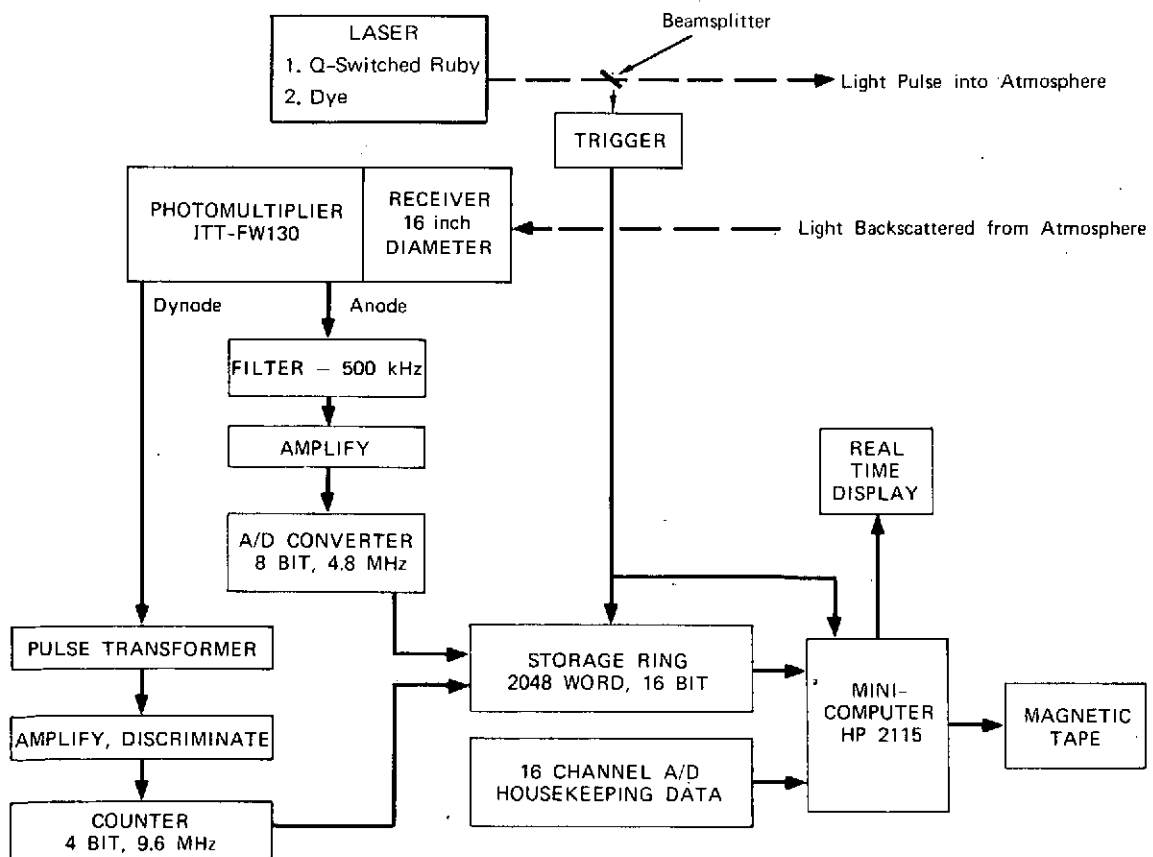 Beamsplitter
LASER
1. Q-Switched Ruby
2. Dye
Light Pulse into Atmosphere
TRIGGER
PHOTOMULTIPLIER
ITT-FW130
RECEIVER
16 inch
DIAMETER
Light Backscattered from Atmosphere
Dynode
Anode
FILTER – 500 kHz
AMPLIFY
A/D CONVERTER
8 BIT, 4.8 MHz
REAL
TIME
DISPLAY
PULSE TRANSFORMER
AMPLIFY, DISCRIMINATE
COUNTER
4 BIT, 9.6 MHz
STORAGE RING
2048 WORD, 16 BIT
16 CHANNEL A/D
HOUSEKEEPING DATA
MINI-
COMPUTER
HP 2115
MAGNETIC
TAPE